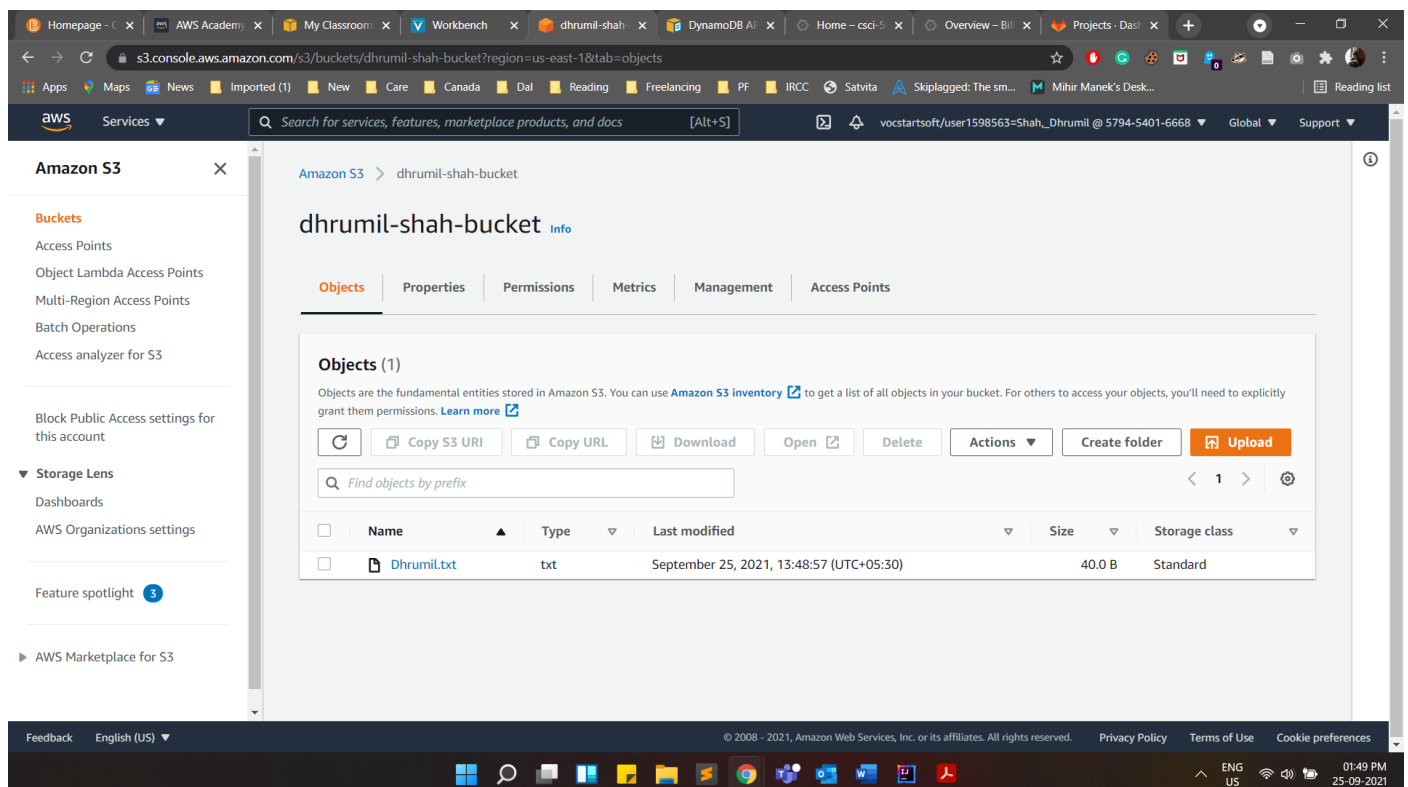 Homepage - C
AWS Academy
My Classroom
Workbench
dhrumil-shah-
DynamoDB AP
Home – csci-5
Overview – Bil
Projects · Dash
s3.console.aws.amazon.com/s3/buckets/dhrumil-shah-bucket?region=us-east-1&tab=objects
Apps Maps News Imported (1) New Care Canada Dal Reading Freelancing PF IRCC Satvita Skiplagged: The sm... Mihir Manek's Desk... Reading list
aws Services ▼ Search for services, features, marketplace products, and docs [Alt+S] vocstartsoft/user1598563=Shah,_Dhrumil @ 5794-5401-6668 ▼ Global ▼ Support ▼
Amazon S3
Buckets
Access Points
Object Lambda Access Points
Multi-Region Access Points
Batch Operations
Access analyzer for S3
Block Public Access settings for
this account
Storage Lens
Dashboards
AWS Organizations settings
Feature spotlight 3
AWS Marketplace for S3
Amazon S3 > dhrumil-shah-bucket
dhrumil-shah-bucket Info
Objects Properties Permissions Metrics Management Access Points
Objects (1)
Objects are the fundamental entities stored in Amazon S3. You can use Amazon S3 inventory to get a list of all objects in your bucket. For others to access your objects, you'll need to explicitly
grant them permissions. Learn more
Copy S3 URI Copy URL Download Open Delete Actions ▼ Create folder Upload
Find objects by prefix < 1 >
Name Type Last modified Size Storage class
Dhrumil.txt txt September 25, 2021, 13:48:57 (UTC+05:30) 40.0 B Standard
Feedback English (US) ▼ © 2008 - 2021, Amazon Web Services, Inc. or its affiliates. All rights reserved. Privacy Policy Terms of Use Cookie preferences
ENG 01:49 PM
US 25-09-2021